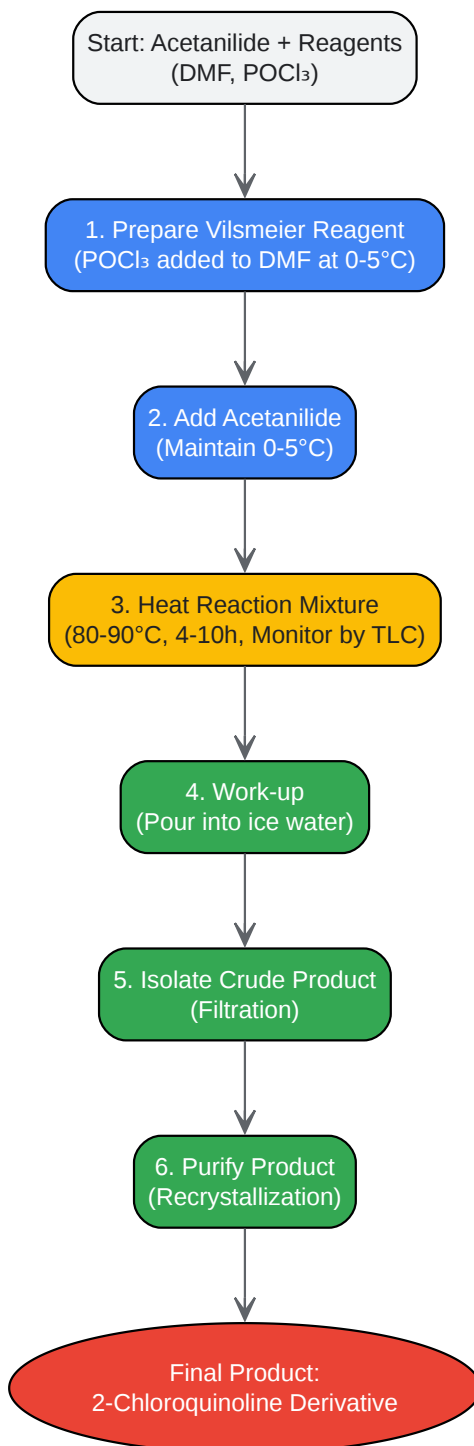 Start: Acetanilide + Reagents
(DMF, POCl₃)
1. Prepare Vilsmeier Reagent
(POCl₃ added to DMF at 0-5°C)
2. Add Acetanilide
(Maintain 0-5°C)
3. Heat Reaction Mixture
(80-90°C, 4-10h, Monitor by TLC)
4. Work-up
(Pour into ice water)
5. Isolate Crude Product
(Filtration)
6. Purify Product
(Recrystallization)
Final Product:
2-Chloroquinoline Derivative